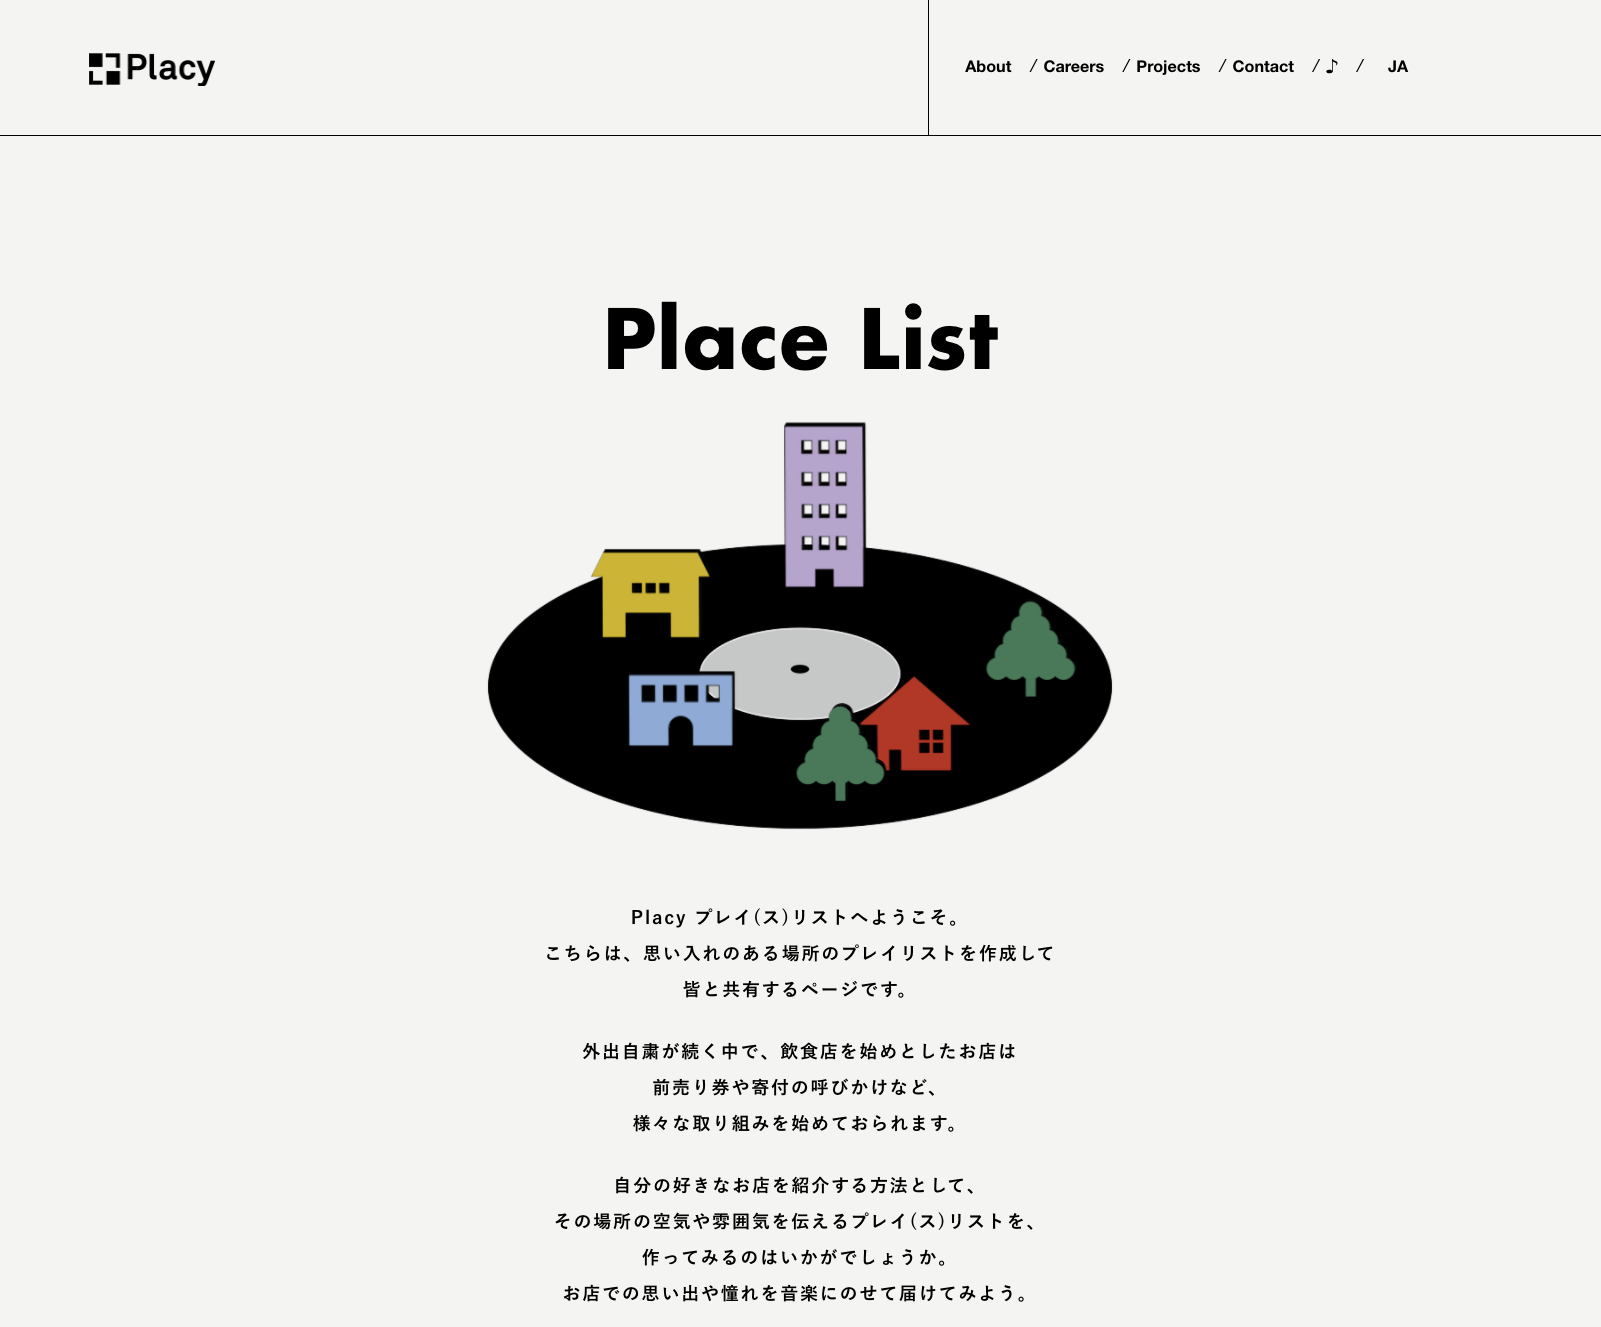 Placy
About / Careers / Projects / Contact / ♪ / JA
Place List
Placy プレイ(ス)リストへようこそ。
こちらは、思い入れのある場所のプレイリストを作成して
皆と共有するページです。
外出自粛が続く中で、飲食店を始めとしたお店は
前売り券や寄付の呼びかけなど、
様々な取り組みを始めておられます。
自分の好きなお店を紹介する方法として、
その場所の空気や雰囲気を伝えるプレイ(ス)リストを、
作ってみるのはいかがでしょうか。
お店での思い出や憧れを音楽にのせて届けてみよう。